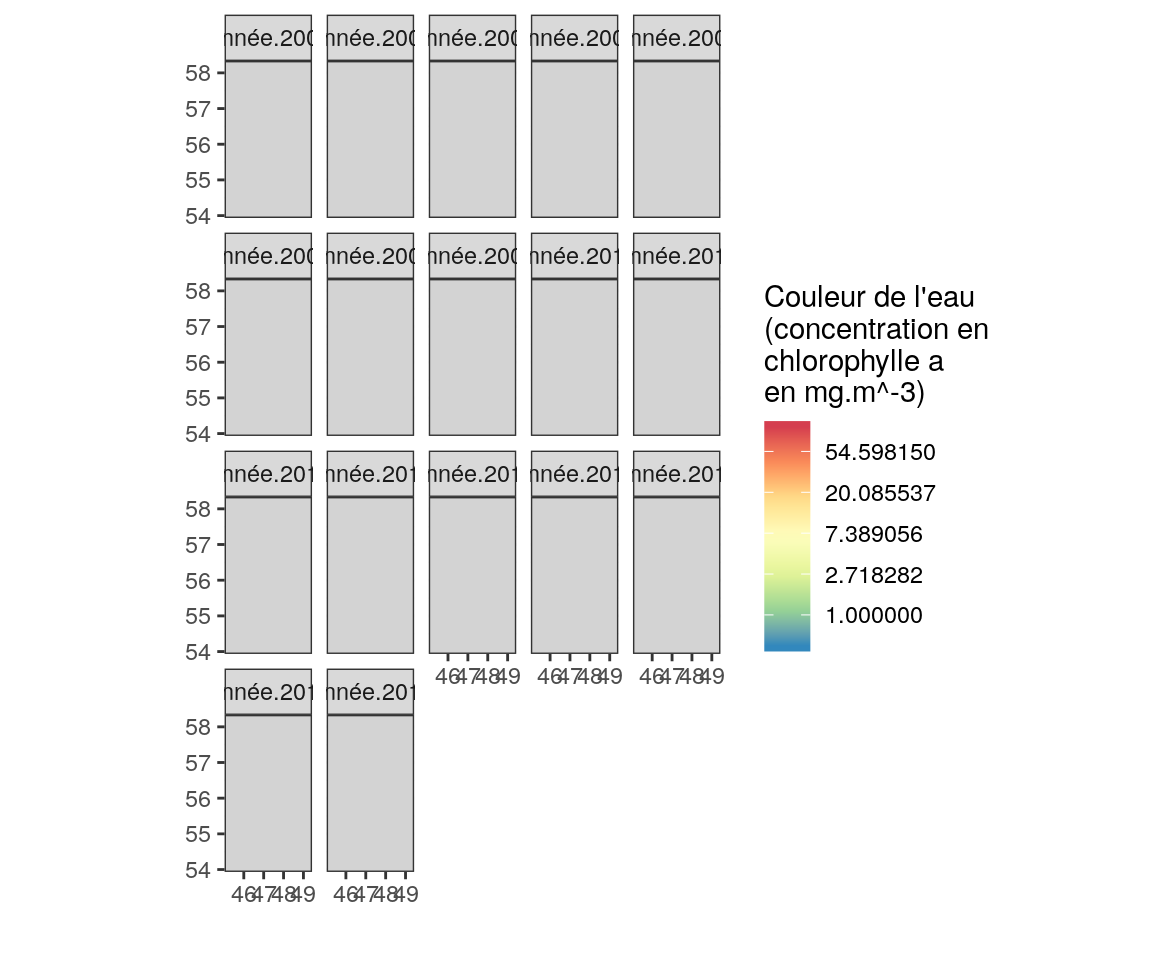 nnée.200 nnée.200 nnée.200 nnée.200 nnée.200
58
57
56
55
54
nnée.200 nnée.200 nnée.200 nnée.201 nnée.201
58
57
56
55
54
nnée.201 nnée.201 nnée.201 nnée.201 nnée.201
58
57
56
55
54
46 47 48 49 46 47 48 49 46 47 48 49
nnée.201 nnée.201
58
57
56
55
54
46 47 48 49 46 47 48 49
Couleur de l'eau
(concentration en
chlorophylle a
en mg.m^-3)
54.598150
20.085537
7.389056
2.718282
1.000000